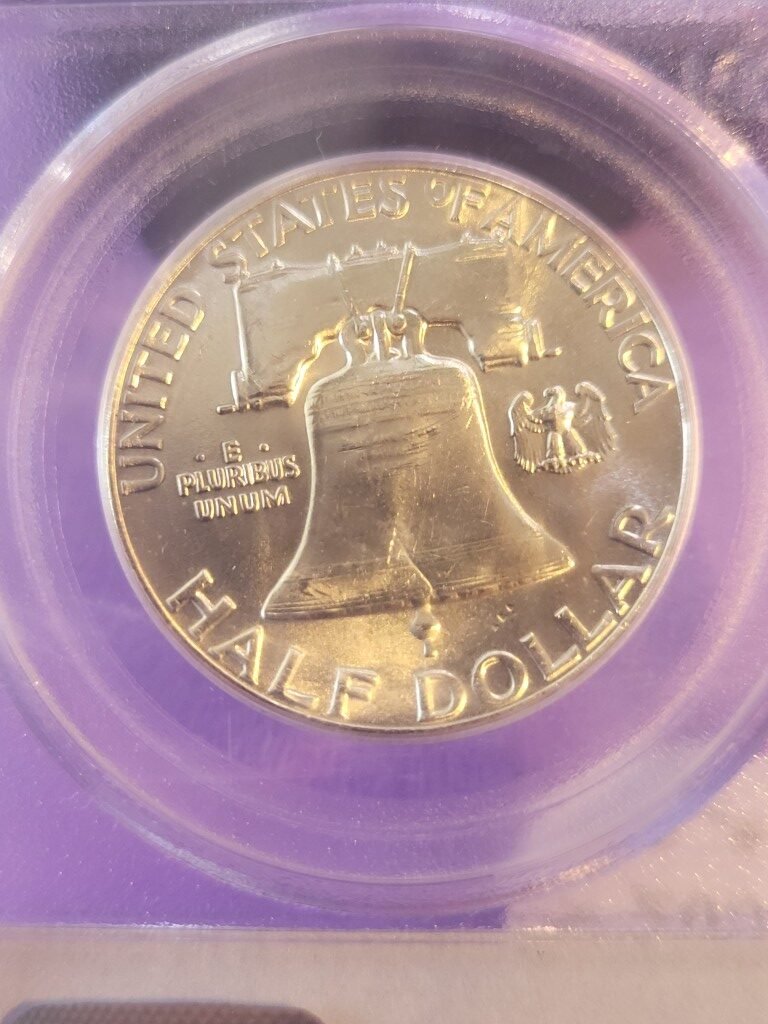 UNITED STATES OF AMERICA
· E ·
PLURIBUS
UNUM
HALF DOLLAR